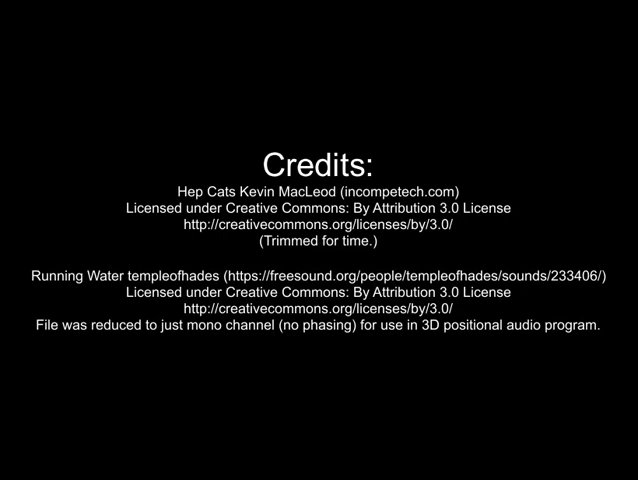 Credits:
Hep Cats Kevin MacLeod (incompetech.com)
Licensed under Creative Commons: By Attribution 3.0 License
http://creativecommons.org/licenses/by/3.0/
(Trimmed for time.)
Running Water templeofhades (https://freesound.org/people/templeofhades/sounds/233406/)
Licensed under Creative Commons: By Attribution 3.0 License
http://creativecommons.org/licenses/by/3.0/
File was reduced to just mono channel (no phasing) for use in 3D positional audio program.